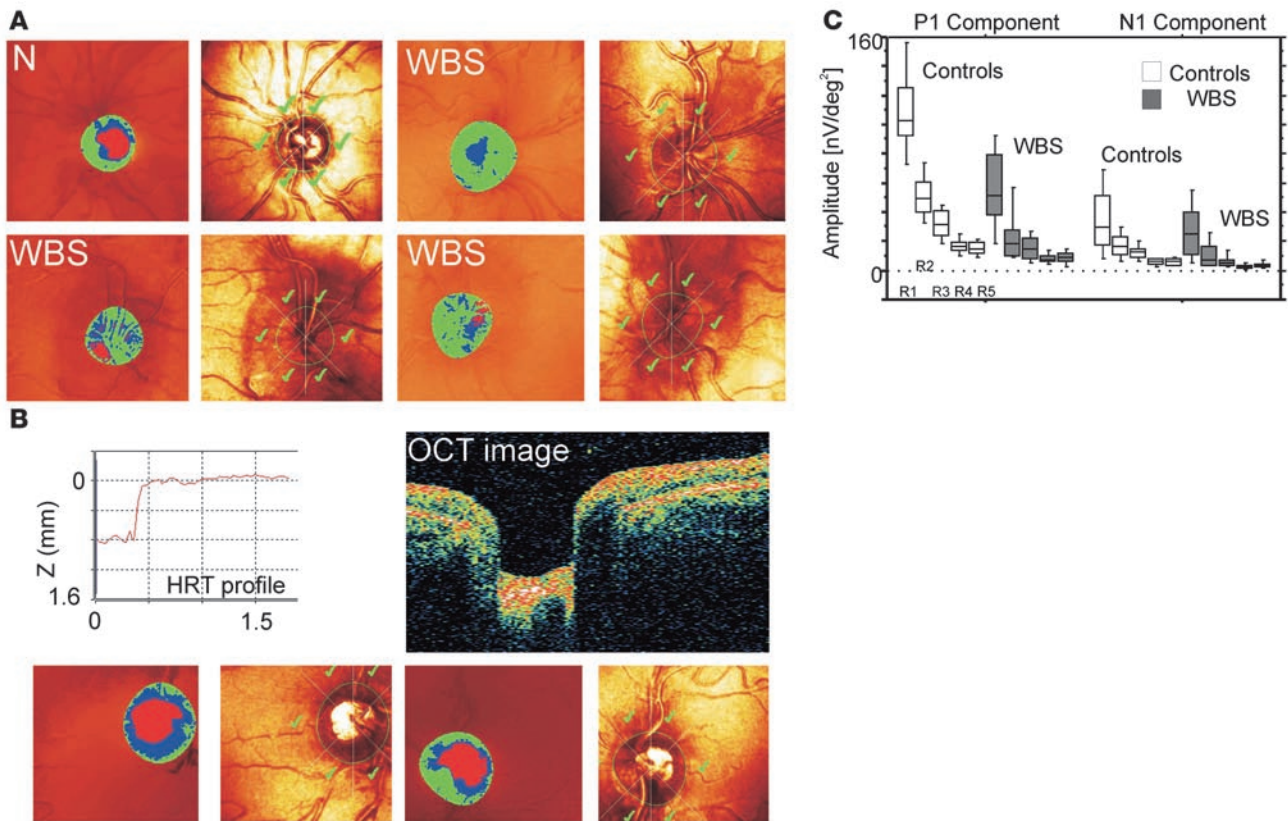 A
N
WBS
WBS
WBS
B
0
Z (mm)
1.6
HRT profile
0
1.5
OCT image
C
P1 Component
N1 Component
160
Controls
Controls
WBS
WBS
Controls
WBS
Amplitude [nV/deg²]
0
R2
R1
R3
R4
R5